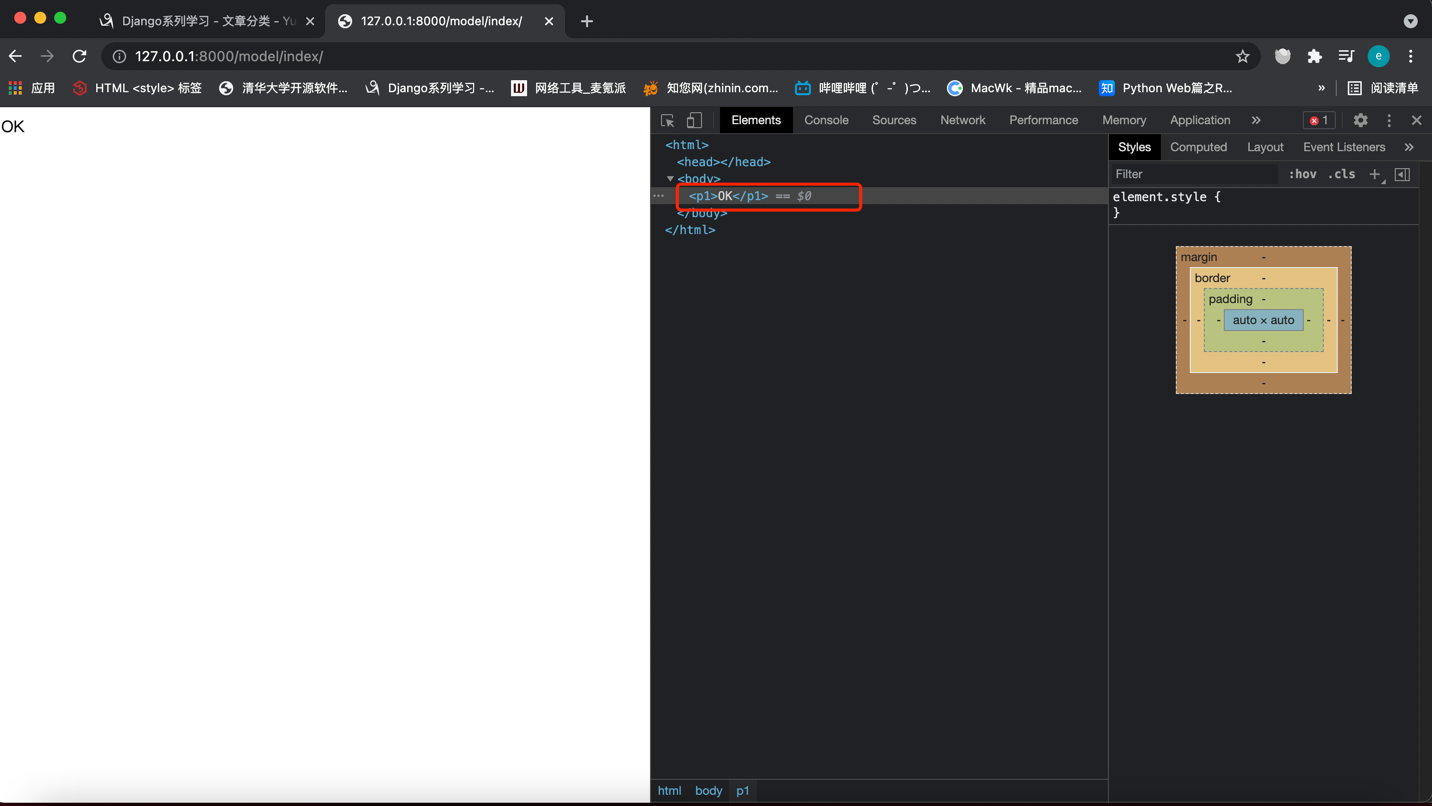 Django系列学习 - 文章分类 - Yu
127.0.0.1:8000/model/index/
127.0.0.1:8000/model/index/
e
应用
HTML <style> 标签
清华大学开源软件...
Django系列学习 -...
网络工具_麦氪派
知您网(zhinin.com...
哔哩哔哩 (゜-゜)つ...
MacWk - 精品mac...
知
Python Web篇之R...
»
阅读清单
OK
Elements
Console
Sources
Network
Performance
Memory
Application
»
1
<html>
<head></head>
<body>
<p1>OK</p1> == $0
</body>
</html>
Styles
Computed
Layout
Event Listeners
»
Filter
:hov
.cls
element.style {
}
margin -
border -
padding -
- - - auto × auto - - -
-
-
-
html
body
p1